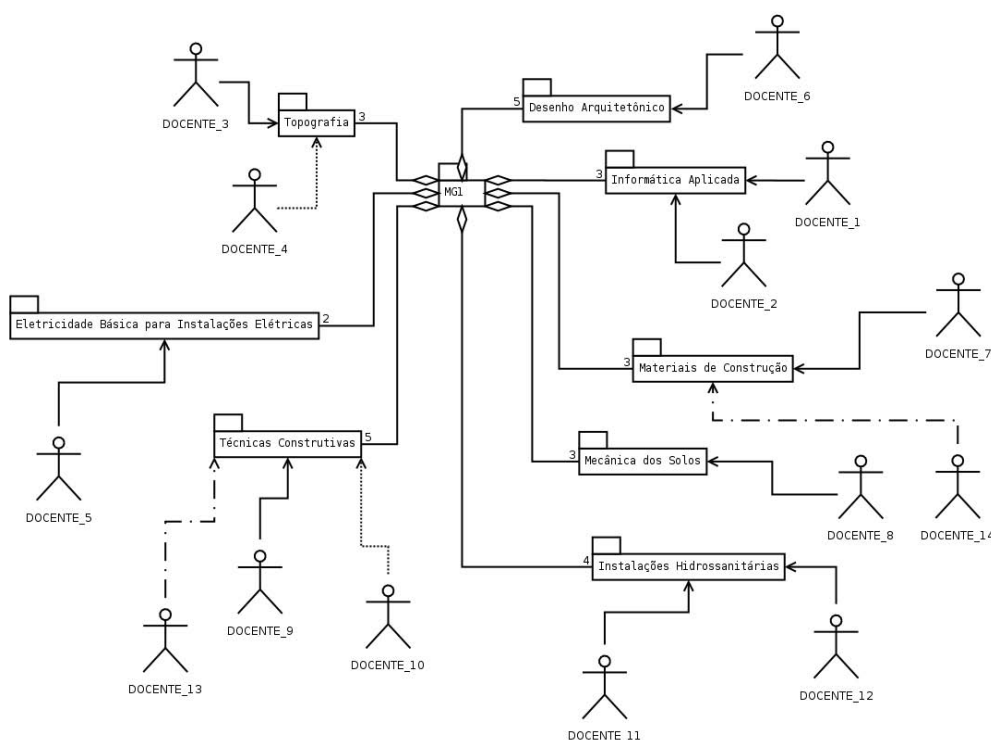 DOCENTE_6
DOCENTE_3
5
Desenho Arquitetônico
Topografia
3
DOCENTE_4
MG1
3
Informática Aplicada
DOCENTE_1
DOCENTE_2
Eletricidade Básica para Instalações Elétricas
2
DOCENTE_7
3
Materiais de Construção
Técnicas Construtivas
5
3
Mecânica dos Solos
DOCENTE_5
DOCENTE_8
DOCENTE_14
4
Instalações Hidrossanitárias
DOCENTE_9
DOCENTE_10
DOCENTE_13
DOCENTE_12
DOCENTE_11